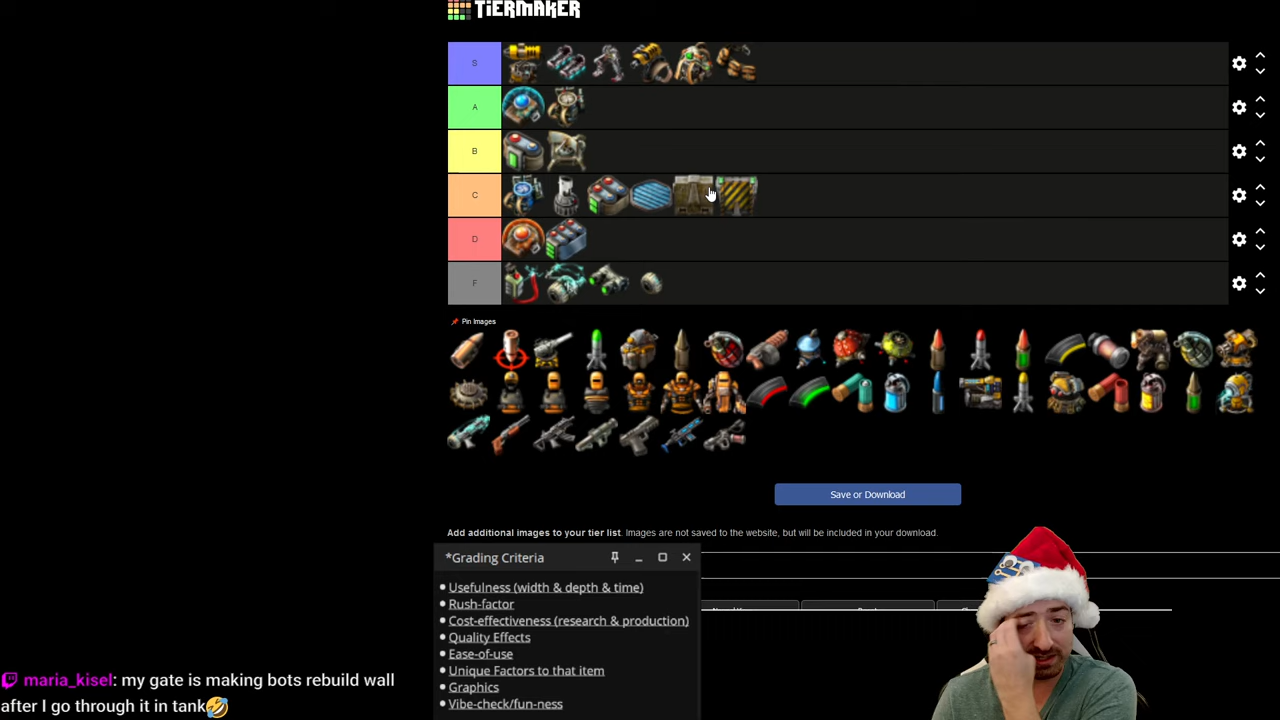 TIERMAKER
S
A
B
C
D
F
📌 Pin Images
Save or Download
Add additional images to your tier list. Images are not saved to the website, but will be included in your download.
*Grading Criteria
• Usefulness (width & depth & time)
• Rush-factor
• Cost-effectiveness (research & production)
• Quality Effects
• Ease-of-use
• Unique Factors to that item
• Graphics
• Vibe-check/fun-ness
maria_kisel: my gate is making bots rebuild wall
after I go through it in tank🤣